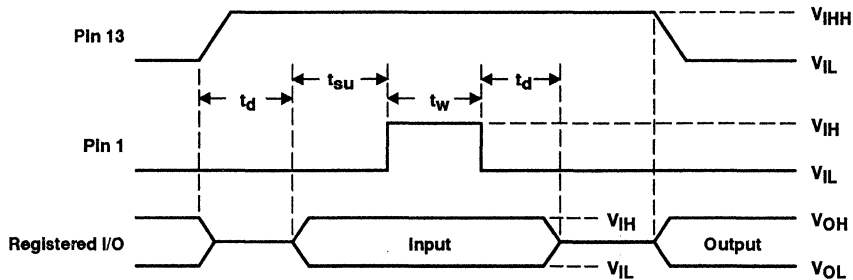 Pin 13
V_IHH
V_IL
t_d
t_su
t_w
t_d
Pin 1
V_IH
V_IL
Registered I/O
Input
V_IH
V_IL
Output
V_OH
V_OL